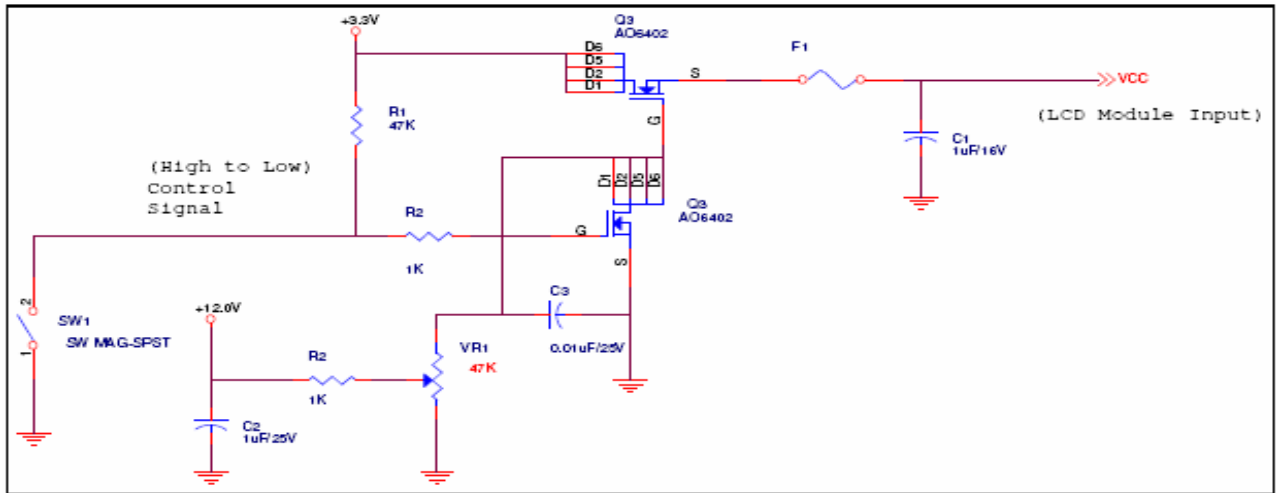 +3.3V
Q3
AO6402
D6
D5
D2
D1
S
G
F1
VCC
(LCD Module Input)
R1
47K
C1
1uF/16V
(High to Low)
Control
Signal
D1
D2
D5
D6
Q3
AO6402
R2
1K
G
S
2
1
SW1
SW MAG-SPST
+12.0V
C3
0.01uF/25V
R2
1K
VR1
47K
C2
1uF/25V